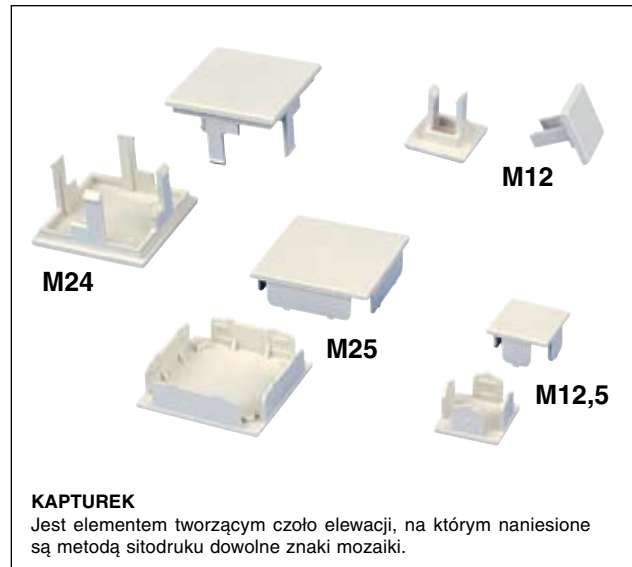 M12
M24
M25
M12,5
KAPTUREK
Jest elementem tworzącym czoło elewacji, na którym naniesione
są metodą sitodruku dowolne znaki mozaiki.